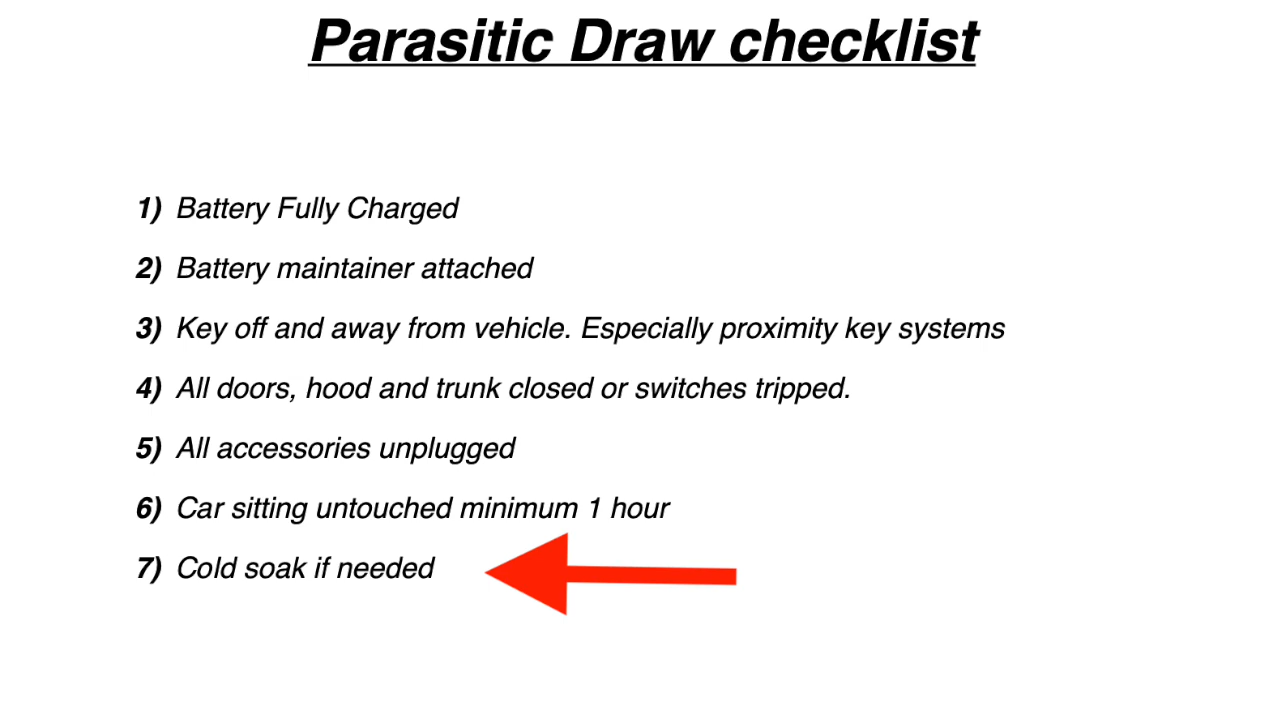 Parasitic Draw checklist
1) Battery Fully Charged
2) Battery maintainer attached
3) Key off and away from vehicle. Especially proximity key systems
4) All doors, hood and trunk closed or switches tripped.
5) All accessories unplugged
6) Car sitting untouched minimum 1 hour
7) Cold soak if needed